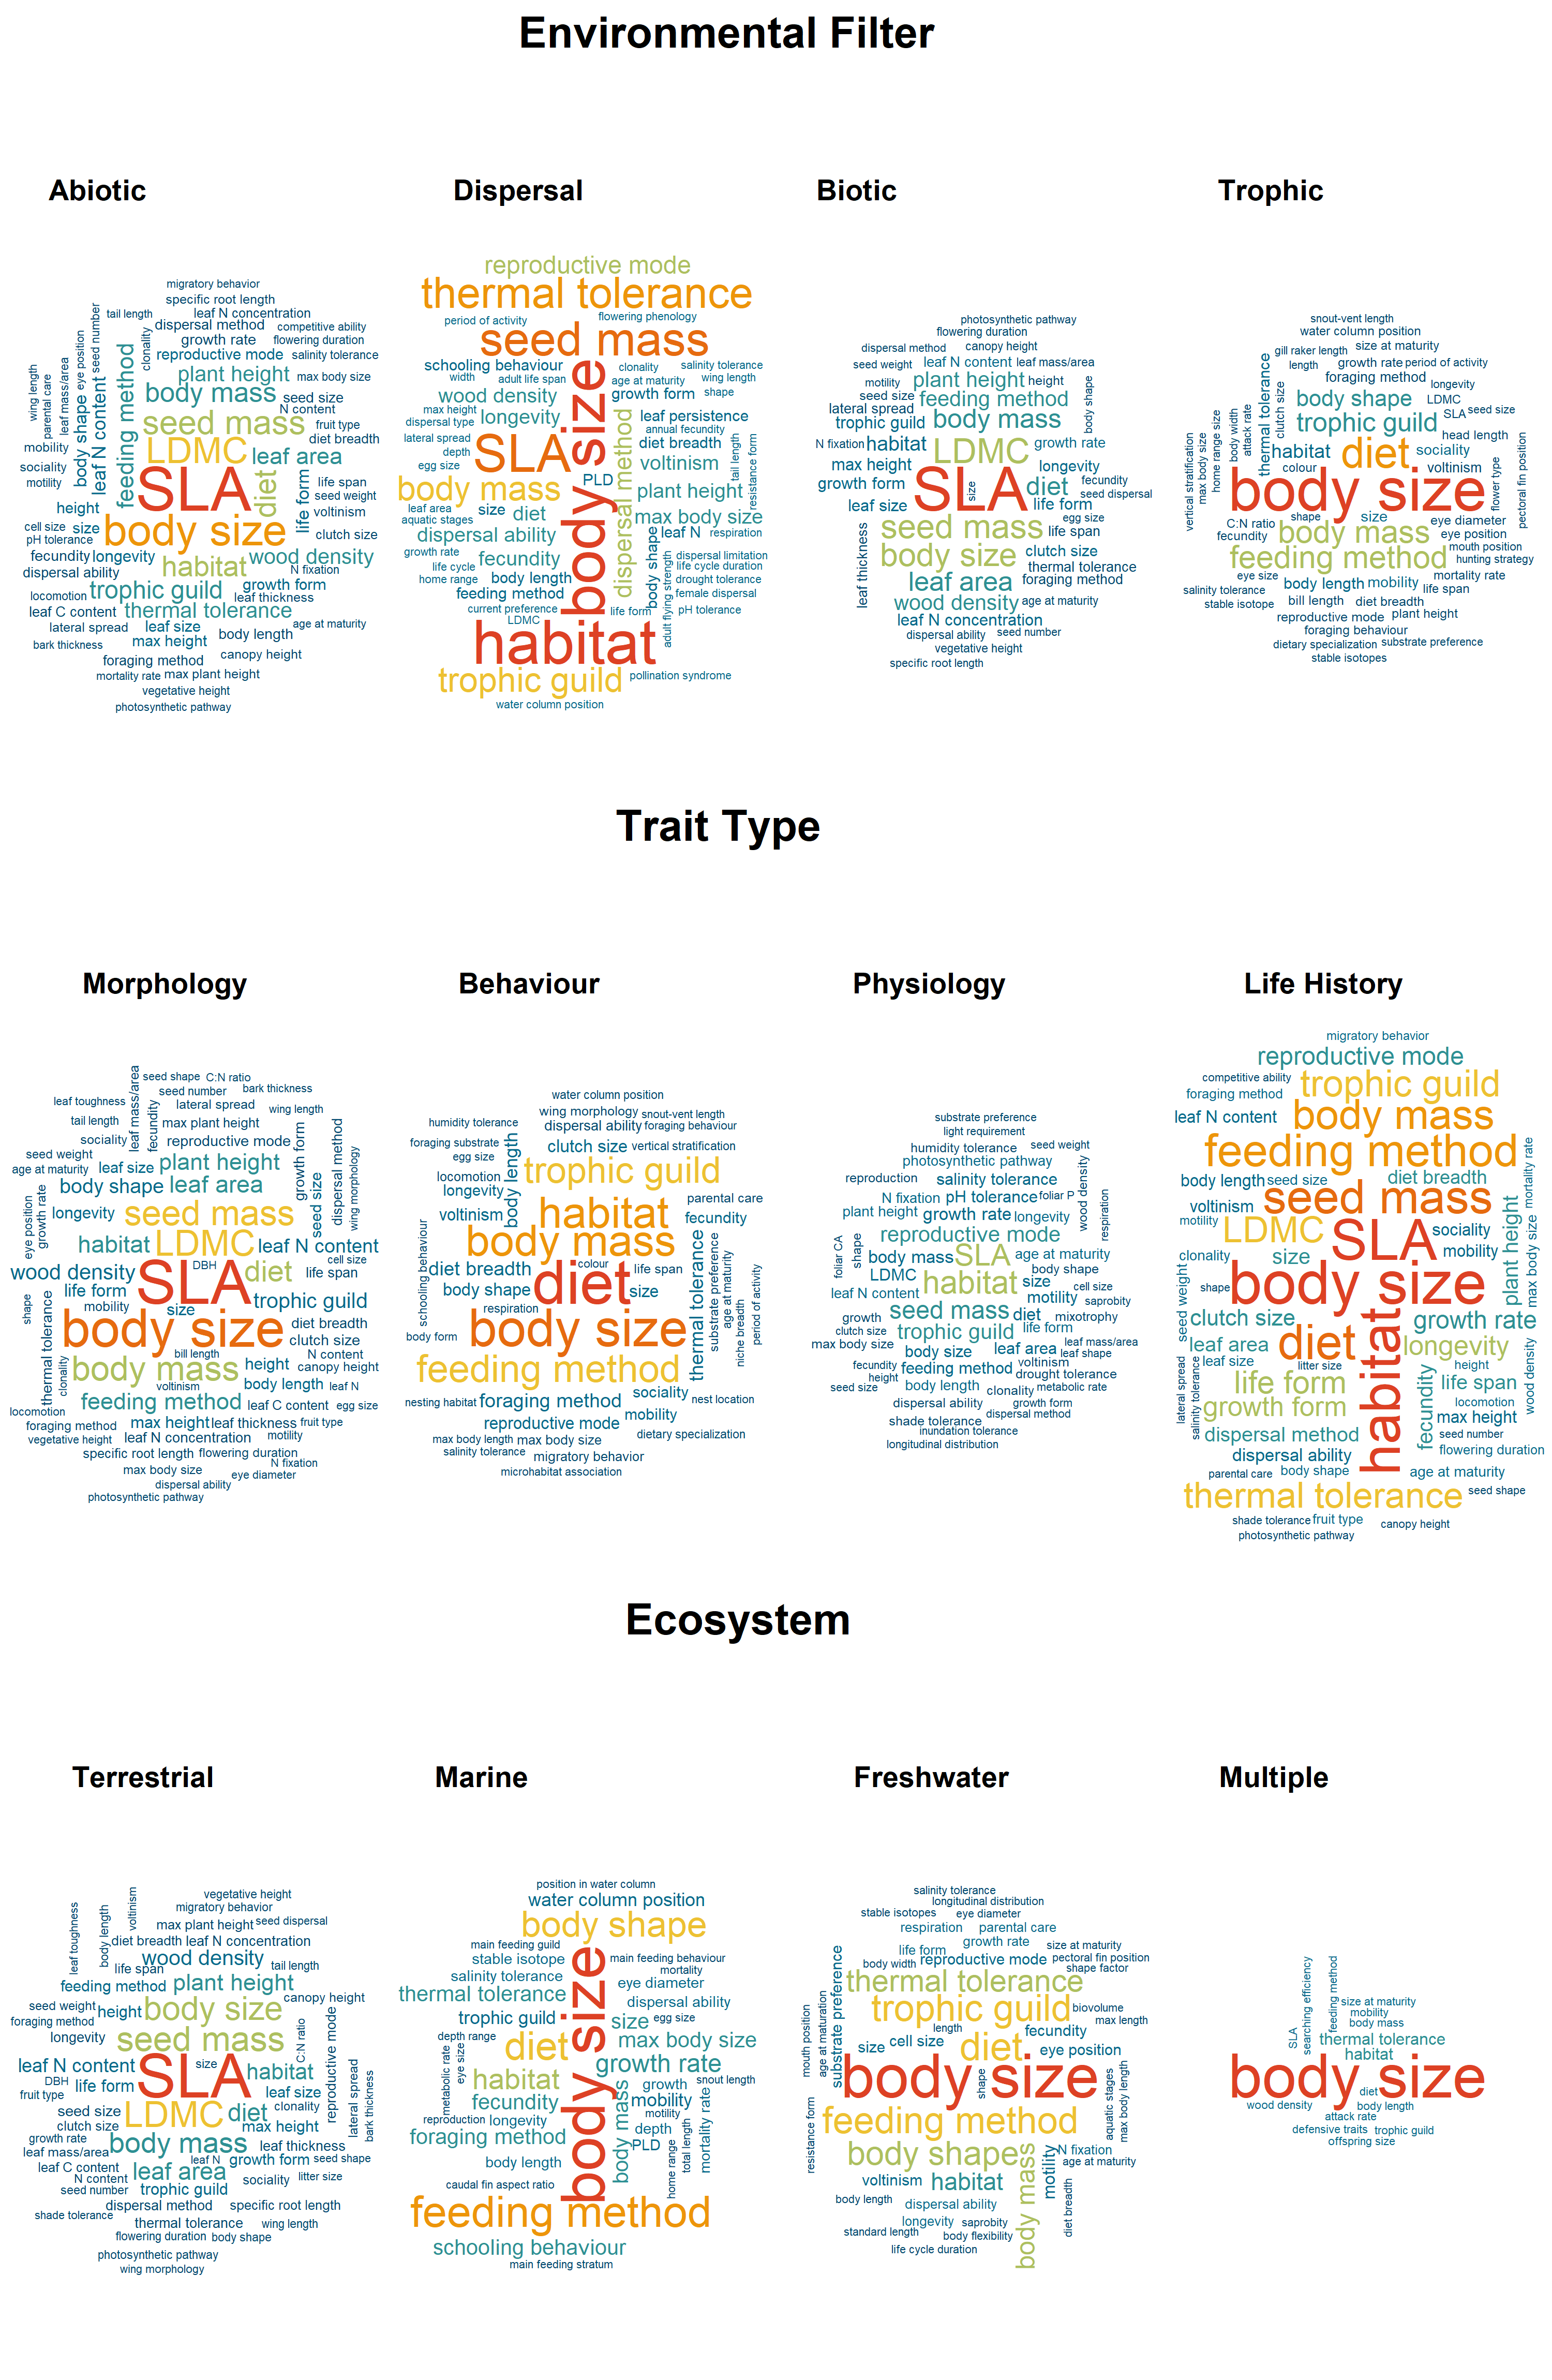 Environmental Filter
Abiotic
Dispersal
Biotic
Trophic
migratory behavior
specific root length
tail length
leaf N concentration
dispersal method
competitive ability
growth rate
flowering duration
reproductive mode
salinity tolerance
plant height
max body size
body mass
seed size
N content
seed mass
fruit type
diet breadth
LDMC
leaf area
wing length
parental care
leaf mass/area
eye position
body shape
seed number
leaf N content
feeding method
clonality
mobility
sociality
motility
SLA
diet
life form
life span
seed weight
voltinism
height
cell size
size
body size
clutch size
pH tolerance
fecundity
longevity
habitat
wood density
N fixation
dispersal ability
locomotion
trophic guild
growth form
leaf thickness
leaf C content
thermal tolerance
lateral spread
leaf size
body length
age at maturity
bark thickness
max height
canopy height
foraging method
mortality rate
max plant height
vegetative height
photosynthetic pathway
reproductive mode
thermal tolerance
period of activity
flowering phenology
seed mass
schooling behaviour
width
adult life span
clonality
salinity tolerance
age at maturity
wing length
wood density
growth form
shape
max height
dispersal type
longevity
leaf persistence
annual fecundity
lateral spread
depth
egg size
SLA
body size
dispersal method
diet breadth
voltinism
tail length
resistance form
PLD
body mass
plant height
leaf area
aquatic stages
size
diet
max body size
dispersal ability
body shape
leaf N
respiration
growth rate
fecundity
life cycle
home range
body length
feeding method
dispersal limitation
life cycle duration
drought tolerance
female dispersal
adult flying strength
current preference
LDMC
life form
pH tolerance
habitat
trophic guild
pollination syndrome
water column position
photosynthetic pathway
flowering duration
dispersal method
canopy height
seed weight
leaf N content
leaf mass/area
motility
plant height
height
seed size
feeding method
lateral spread
trophic guild
body mass
body shape
N fixation
habitat
LDMC
growth rate
max height
longevity
growth form
SLA
size
diet
fecundity
seed dispersal
leaf size
life form
seed mass
egg size
life span
body size
clutch size
thermal tolerance
leaf thickness
leaf area
foraging method
wood density
age at maturity
leaf N concentration
dispersal ability
seed number
vegetative height
specific root length
snout-vent length
water column position
gill raker length
size at maturity
length
growth rate
period of activity
foraging method
longevity
thermal tolerance
clutch size
body shape
LDMC
trophic guild
SLA
seed size
head length
vertical stratification
max body size
home range size
body width
attack rate
habitat
diet
sociality
colour
voltinism
flower type
pectoral fin position
body size
C:N ratio
shape
size
eye diameter
fecundity
body mass
eye position
feeding method
mouth position
hunting strategy
eye size
body length
mobility
mortality rate
salinity tolerance
life span
stable isotope
bill length
diet breadth
reproductive mode
plant height
foraging behaviour
dietary specialization
substrate preference
stable isotopes
Trait Type
Morphology
Behaviour
Physiology
Life History
leaf mass/area
seed shape
C:N ratio
seed number
bark thickness
leaf toughness
lateral spread
wing length
tail length
fecundity
max plant height
sociality
reproductive mode
growth form
dispersal method
seed weight
age at maturity
leaf size
plant height
body shape
leaf area
seed size
wing morphology
eye position
growth rate
longevity
seed mass
habitat
LDMC
leaf N content
wood density
SLA
DBH
diet
cell size
life span
life form
mobility
size
trophic guild
shape
thermal tolerance
body size
diet breadth
clutch size
bill length
N content
clonality
body mass
height
canopy height
voltinism
body length
leaf N
feeding method
leaf C content
egg size
locomotion
foraging method
max height
leaf thickness
fruit type
vegetative height
leaf N concentration
motility
specific root length
flowering duration
N fixation
max body size
eye diameter
dispersal ability
photosynthetic pathway
water column position
wing morphology
snout-vent length
humidity tolerance
dispersal ability
foraging behaviour
foraging substrate
body length
clutch size
vertical stratification
egg size
trophic guild
locomotion
longevity
parental care
voltinism
habitat
fecundity
schooling behaviour
body mass
thermal tolerance
substrate preference
age at maturity
niche breadth
period of activity
diet breadth
colour
life span
body shape
diet
size
respiration
body form
body size
feeding method
nesting habitat
foraging method
sociality
nest location
reproductive mode
mobility
max body length
max body size
dietary specialization
salinity tolerance
migratory behavior
microhabitat association
substrate preference
light requirement
humidity tolerance
seed weight
photosynthetic pathway
reproduction
salinity tolerance
wood density
respiration
N fixation
pH tolerance
foliar P
plant height
growth rate
longevity
reproductive mode
foliar CA
shape
body mass
SLA
age at maturity
LDMC
habitat
body shape
size
leaf N content
cell size
motility
saprobity
seed mass
diet
mixotrophy
growth
clutch size
trophic guild
life form
max body size
body size
leaf area
leaf mass/area
leaf shape
fecundity
feeding method
voltinism
drought tolerance
height
seed size
body length
clonality
metabolic rate
dispersal ability
growth form
dispersal method
shade tolerance
inundation tolerance
longitudinal distribution
migratory behavior
reproductive mode
competitive ability
foraging method
trophic guild
leaf N content
body mass
feeding method
mortality rate
body length
seed size
diet breadth
voltinism
seed mass
motility
LDMC
SLA
sociality
mobility
plant height
max body size
clonality
size
shape
body size
seed weight
clutch size
habitat
growth rate
leaf area
diet
longevity
leaf size
litter size
height
lateral spread
salinity tolerance
life form
fecundity
life span
wood density
growth form
locomotion
max height
dispersal method
seed number
dispersal ability
flowering duration
parental care
body shape
age at maturity
thermal tolerance
seed shape
shade tolerance
fruit type
canopy height
photosynthetic pathway
Ecosystem
Terrestrial
Marine
Freshwater
Multiple
leaf toughness
body length
voltinism
vegetative height
migratory behavior
max plant height
seed dispersal
diet breadth
leaf N concentration
wood density
life span
tail length
feeding method
plant height
canopy height
seed weight
height
body size
foraging method
longevity
seed mass
C:N ratio
reproductive mode
leaf N content
SLA
size
habitat
lateral spread
bark thickness
DBH
life form
leaf size
fruit type
clonality
seed size
LDMC
diet
max height
clutch size
growth rate
body mass
leaf thickness
leaf mass/area
leaf N
growth form
seed shape
leaf C content
leaf area
sociality
litter size
N content
seed number
trophic guild
dispersal method
specific root length
shade tolerance
thermal tolerance
wing length
flowering duration
body shape
photosynthetic pathway
wing morphology
position in water column
water column position
body shape
main feeding guild
stable isotope
main feeding behaviour
mortality
salinity tolerance
eye diameter
thermal tolerance
body size
dispersal ability
trophic guild
size
egg size
depth range
diet
max body size
metabolic rate
eye size
growth rate
habitat
snout length
growth
fecundity
body mass
mobility
mortality rate
reproduction
longevity
motility
foraging method
depth
PLD
total length
home range
body length
caudal fin aspect ratio
feeding method
schooling behaviour
main feeding stratum
salinity tolerance
longitudinal distribution
stable isotopes
eye diameter
respiration
parental care
growth rate
life form
size at maturity
body width
reproductive mode
pectoral fin position
shape factor
substrate preference
thermal tolerance
mouth position
age at maturation
trophic guild
biovolume
max length
length
fecundity
size
cell size
diet
eye position
body size
shape
aquatic stages
max body length
resistance form
feeding method
body shape
body mass
motility
N fixation
age at maturity
voltinism
habitat
diet breadth
body length
dispersal ability
longevity
saprobity
standard length
body flexibility
life cycle duration
SLA
searching efficiency
feeding method
size at maturity
mobility
body mass
thermal tolerance
habitat
body size
diet
wood density
body length
attack rate
defensive traits
trophic guild
offspring size